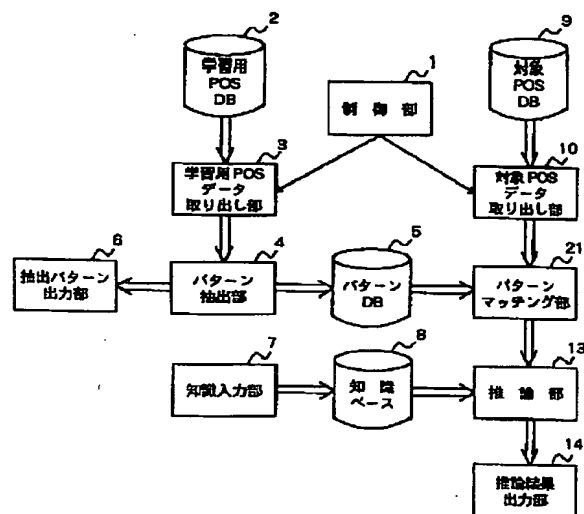 2
学習用
POS
DB
1
制御部
9
対象
POS
DB
3
学習用POS
データ
取り出し部
10
対象POS
データ
取り出し部
6
抽出パターン
出力部
4
パターン
抽出部
5
パターン
DB
21
パターン
マッチング部
7
知識入力部
8
知識
ベース
13
推論部
14
推論結果
出力部